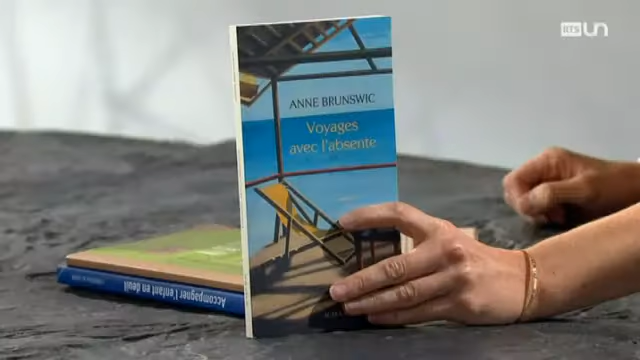 RTS UN
ANNE BRUNSWIC
Voyages
avec l'absente
Accompagner l'enfant en deuil